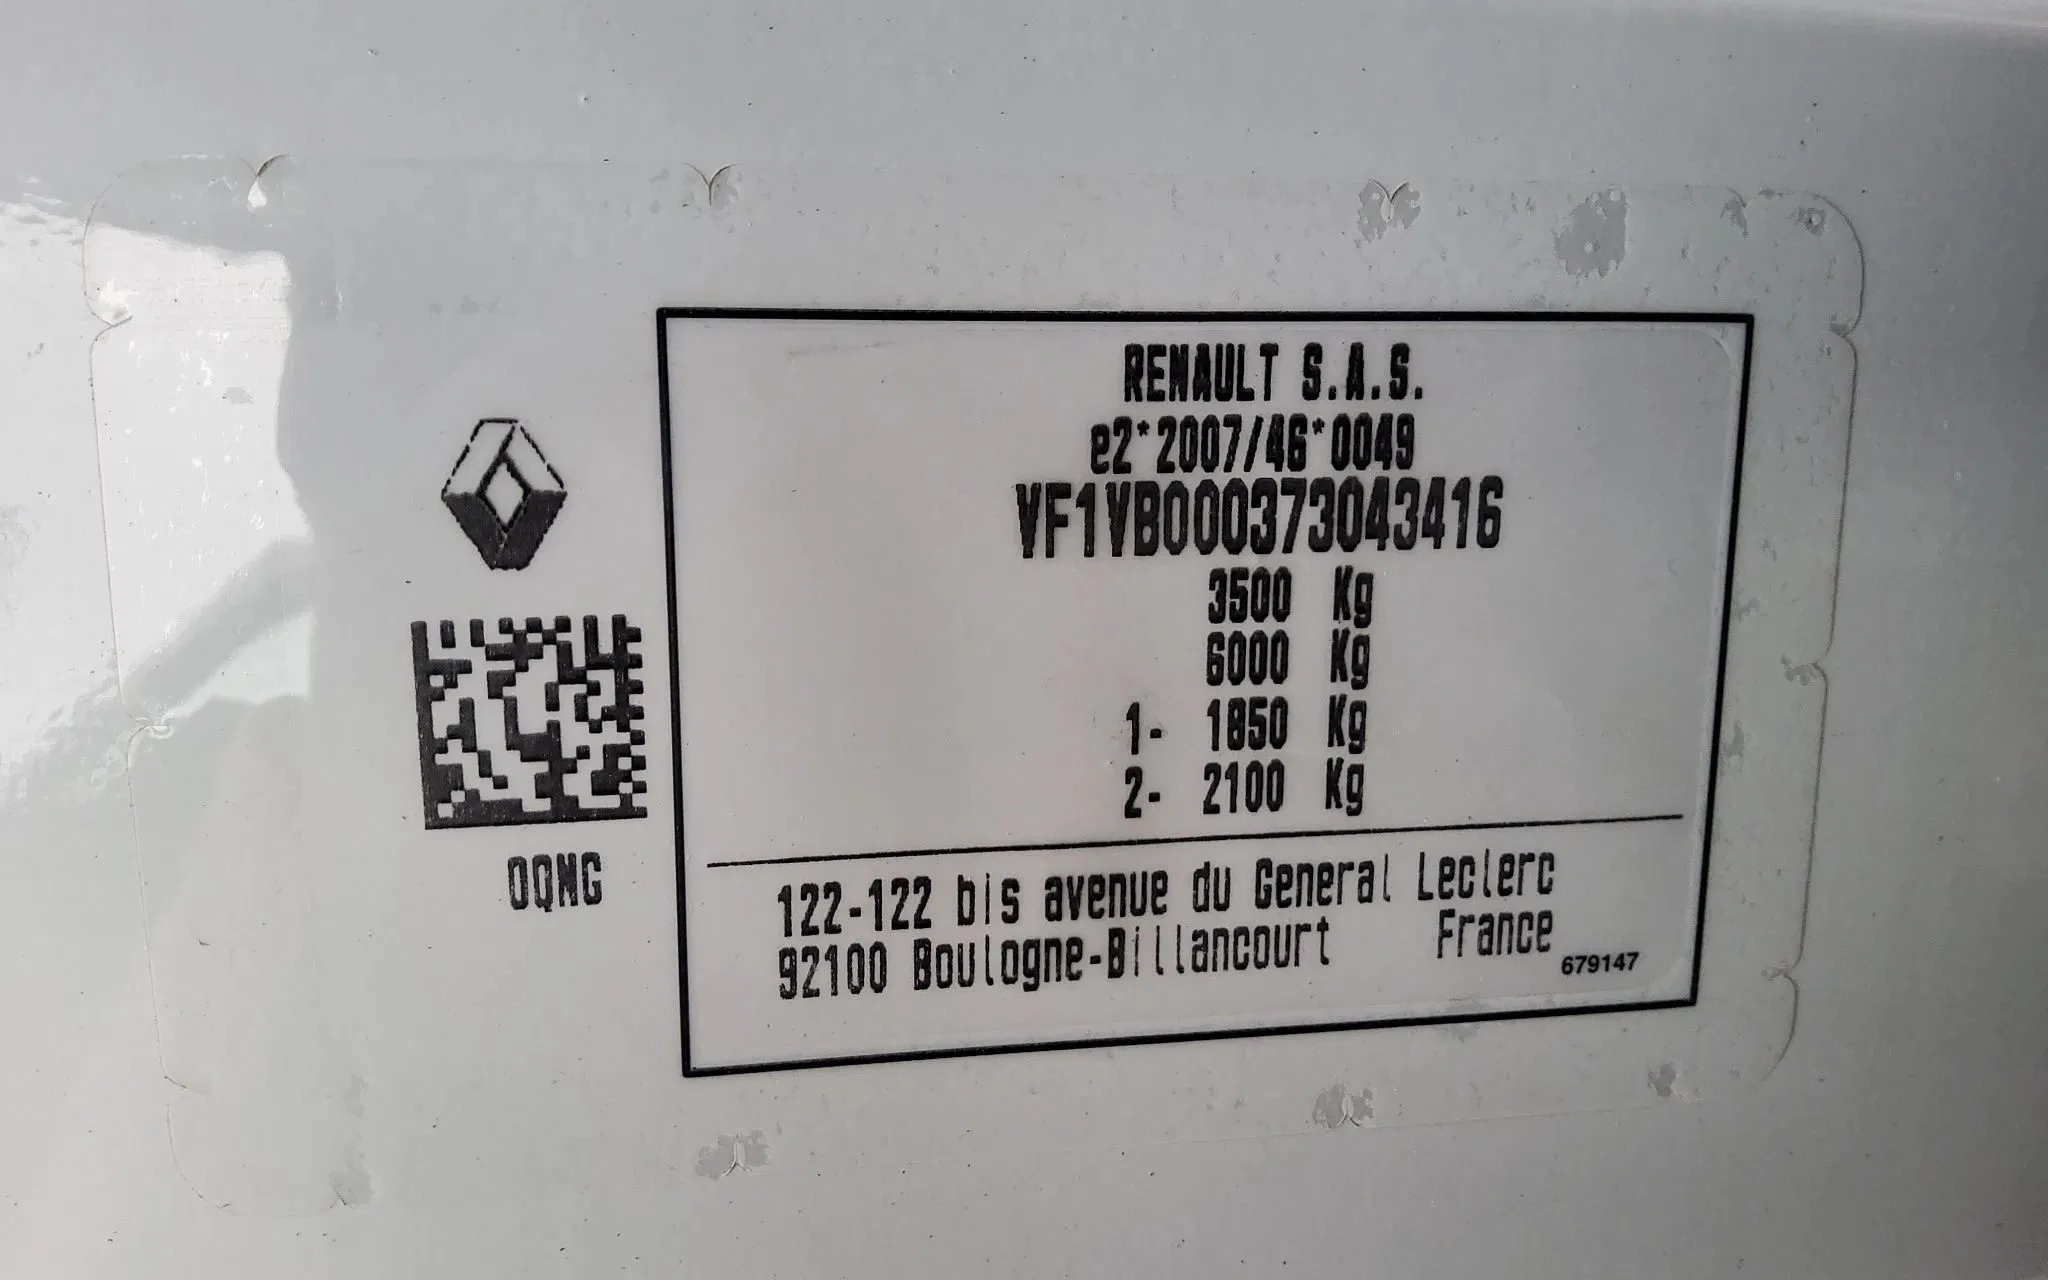 RENAULT S.A.S.
e2*2007/46*0049
VF1VB000373043416
3500 Kg
6000 Kg
1- 1850 Kg
2- 2100 Kg
0QNG
122-122 bis avenue du General Leclerc
92100 Boulogne-Billancourt France
679147